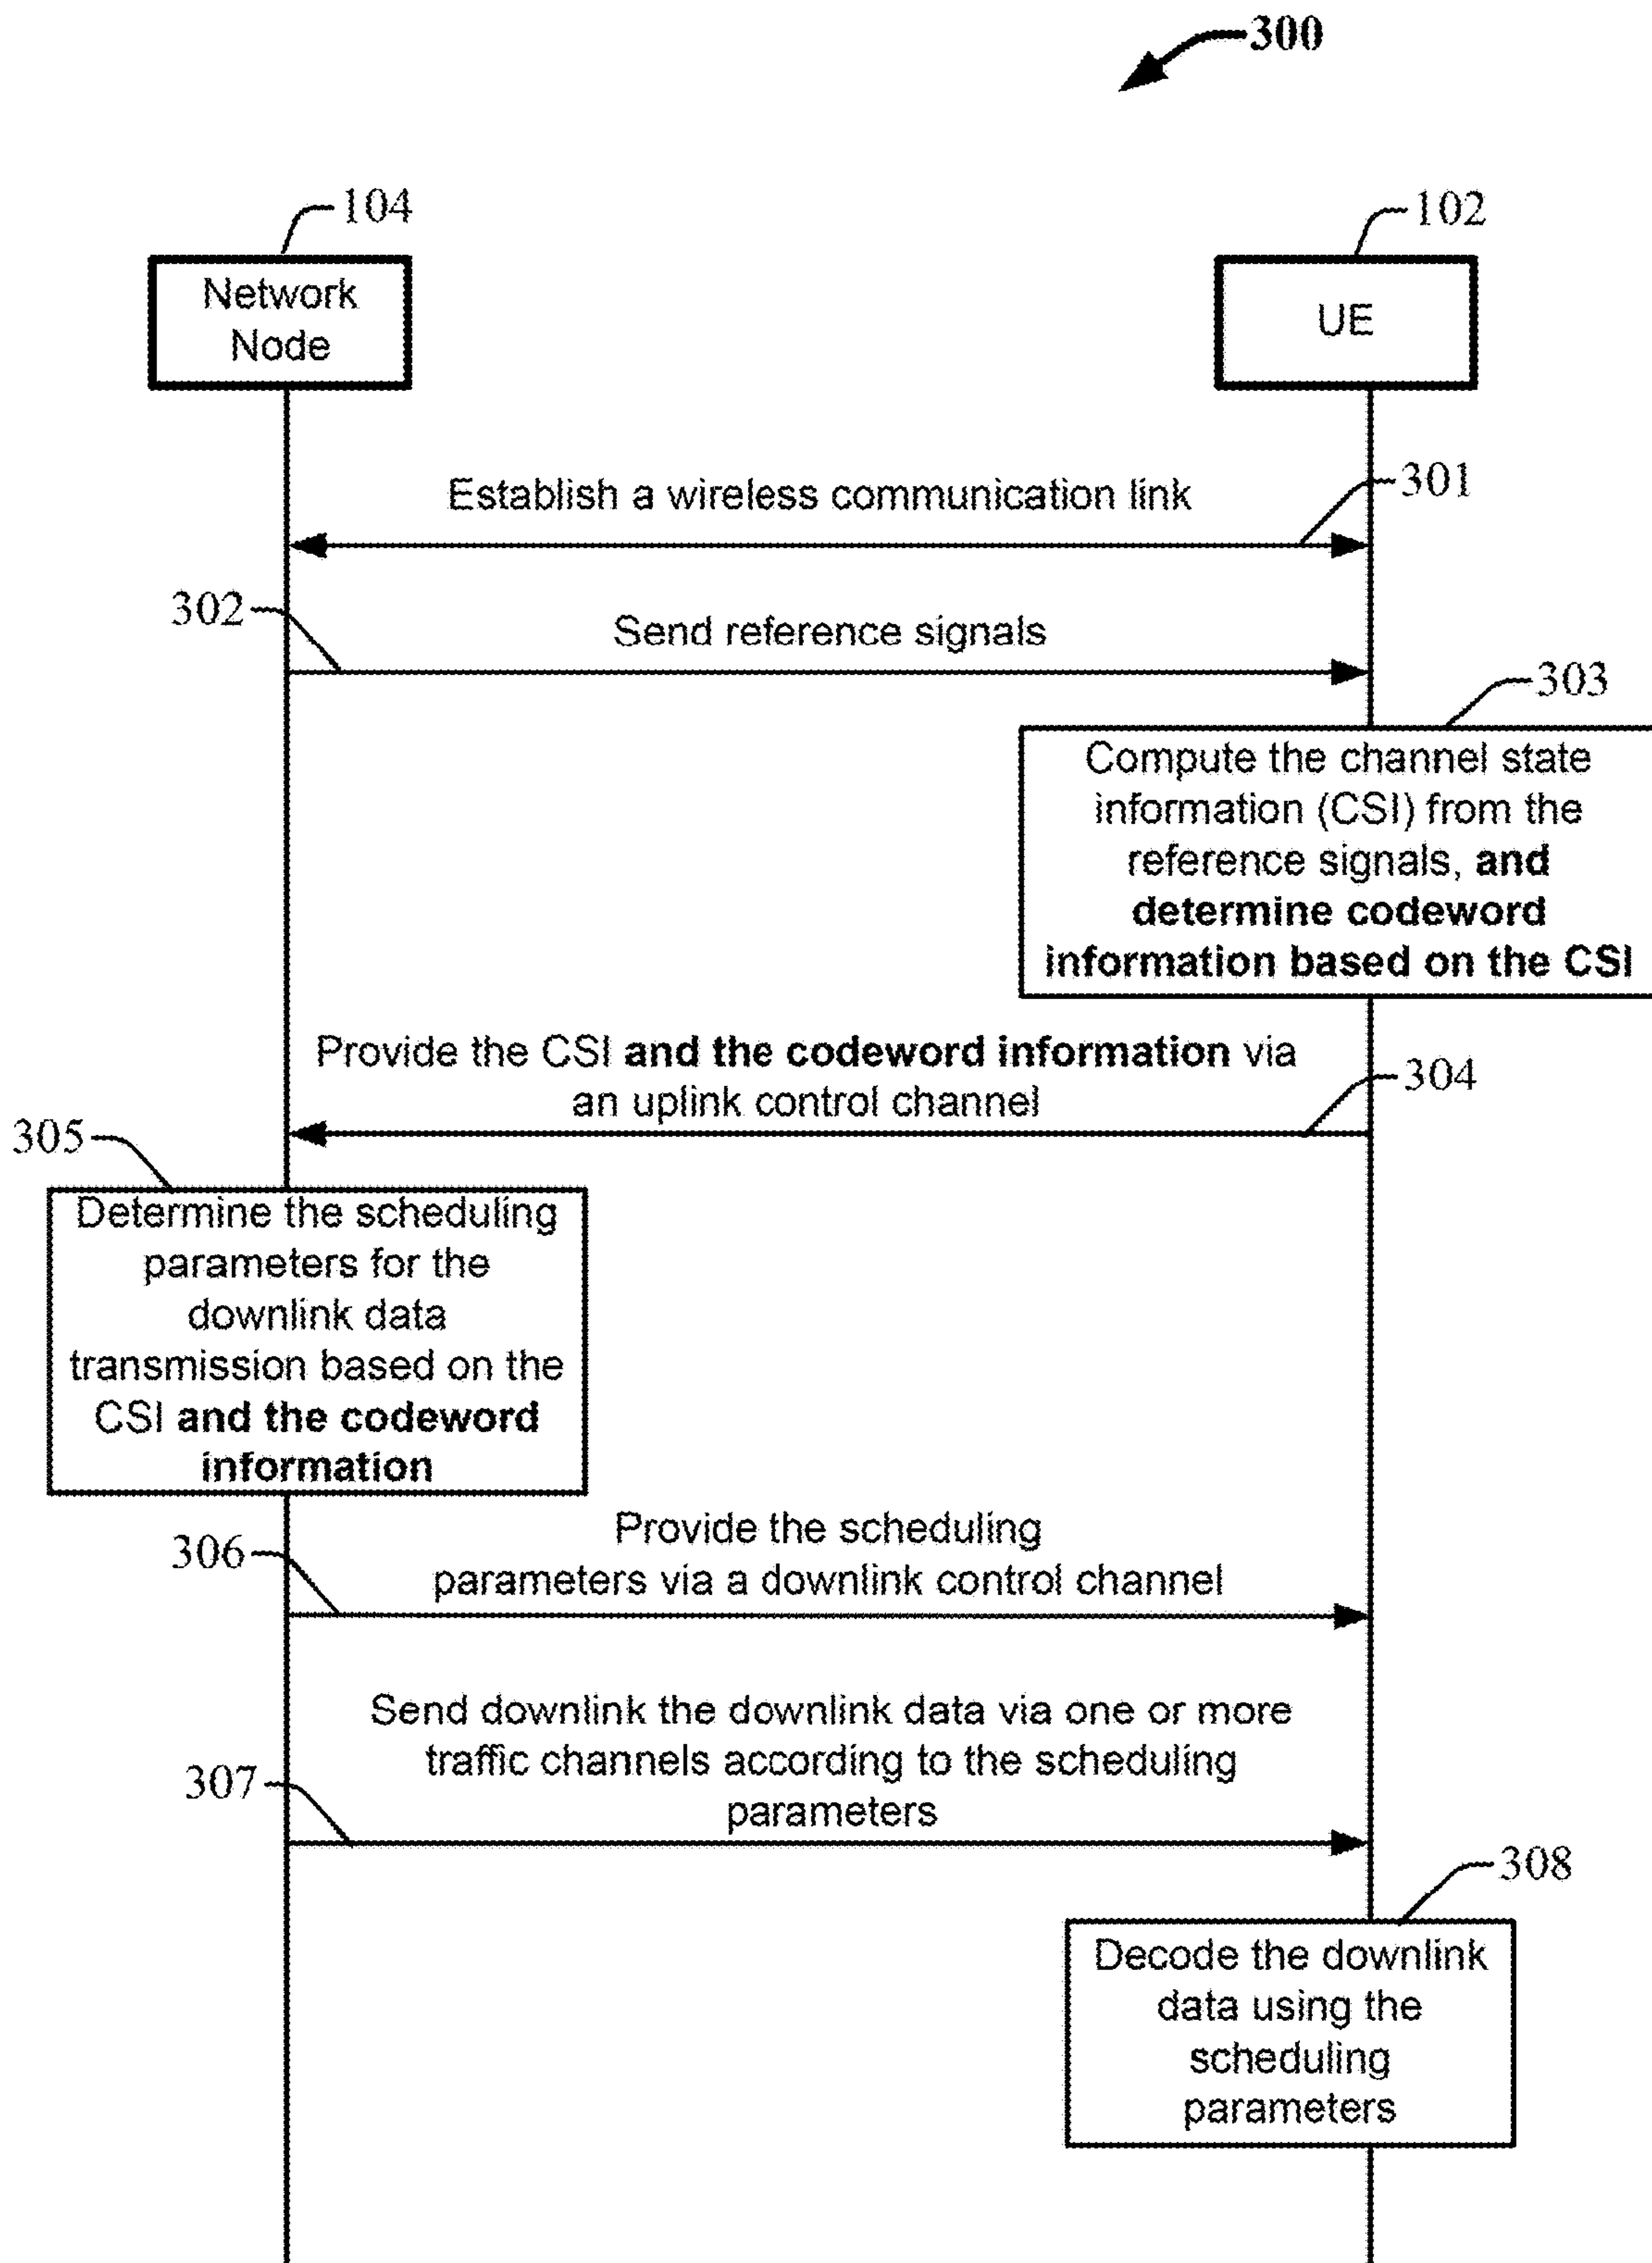 300
104
102
Network
Node
UE
Establish a wireless communication link
301
302
Send reference signals
303
Compute the channel state
information (CSI) from the
reference signals, and
determine codeword
information based on the CSI
Provide the CSI and the codeword information via
an uplink control channel
304
305
Determine the scheduling
parameters for the
downlink data
transmission based on the
CSI and the codeword
information
306
Provide the scheduling
parameters via a downlink control channel
Send downlink the downlink data via one or more
traffic channels according to the scheduling
parameters
307
308
Decode the downlink
data using the
scheduling
parameters